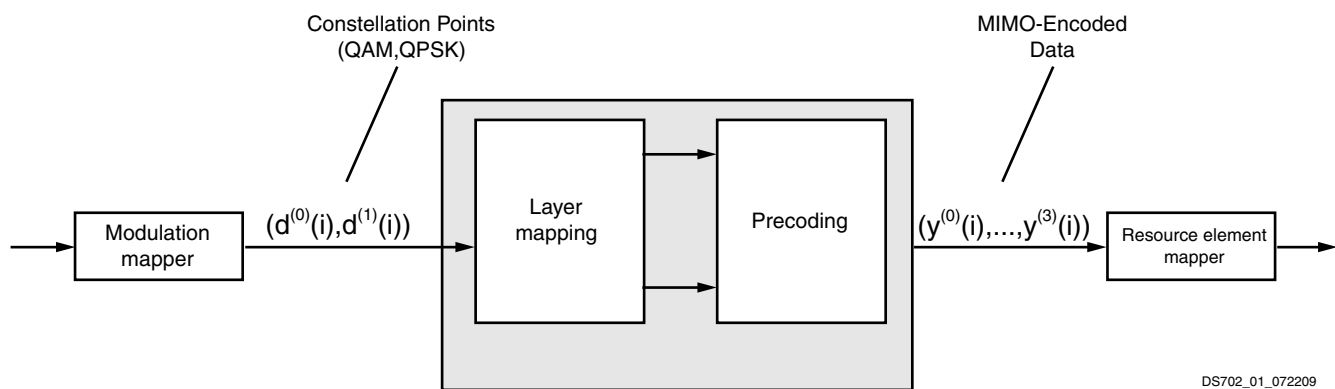 Constellation Points
(QAM,QPSK)
MIMO-Encoded
Data
Modulation
mapper
(d⁽⁰⁾(i),d⁽¹⁾(i))
Layer
mapping
Precoding
(y⁽⁰⁾(i),...,y⁽³⁾(i))
Resource element
mapper
DS702_01_072209